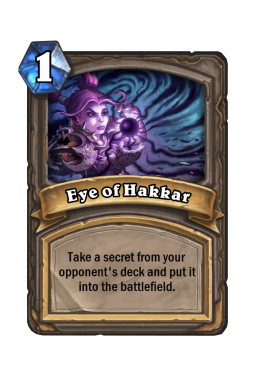 1
Eye of Hakkar
Take a secret from your
opponent's deck and put it
into the battlefield.